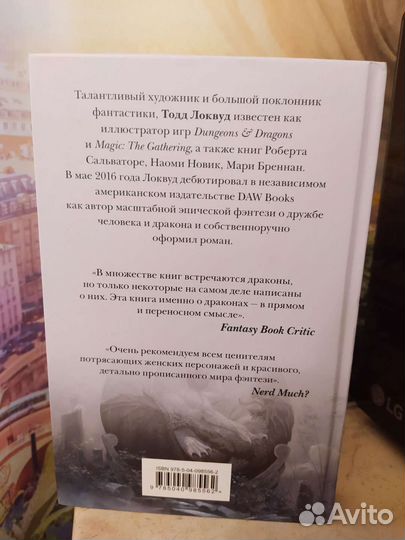 Талантливый художник и большой поклонник
фантастики, Тодд Локвуд известен как
иллюстратор игр Dungeons & Dragons
и Magic: The Gathering, а также книг Роберта
Сальваторе, Наоми Новик, Мари Бреннан.
В мае 2016 года Локвуд дебютировал в независимом
американском издательстве DAW Books
как автор масштабной эпической фэнтези о дружбе
человека и дракона и собственноручно
оформил роман.
«В множестве книг встречаются драконы,
но только некоторые на самом деле написаны
о них. Эта книга именно о драконах – в прямом
и переносном смысле».
Fantasy Book Critic
«Очень рекомендуем всем ценителям
потрясающих женских персонажей и красивого,
детально прописанного мира фэнтези».
Nerd Much?
ISBN 978-5-04-098556-2
9 785040 985562 >
LG
Avito